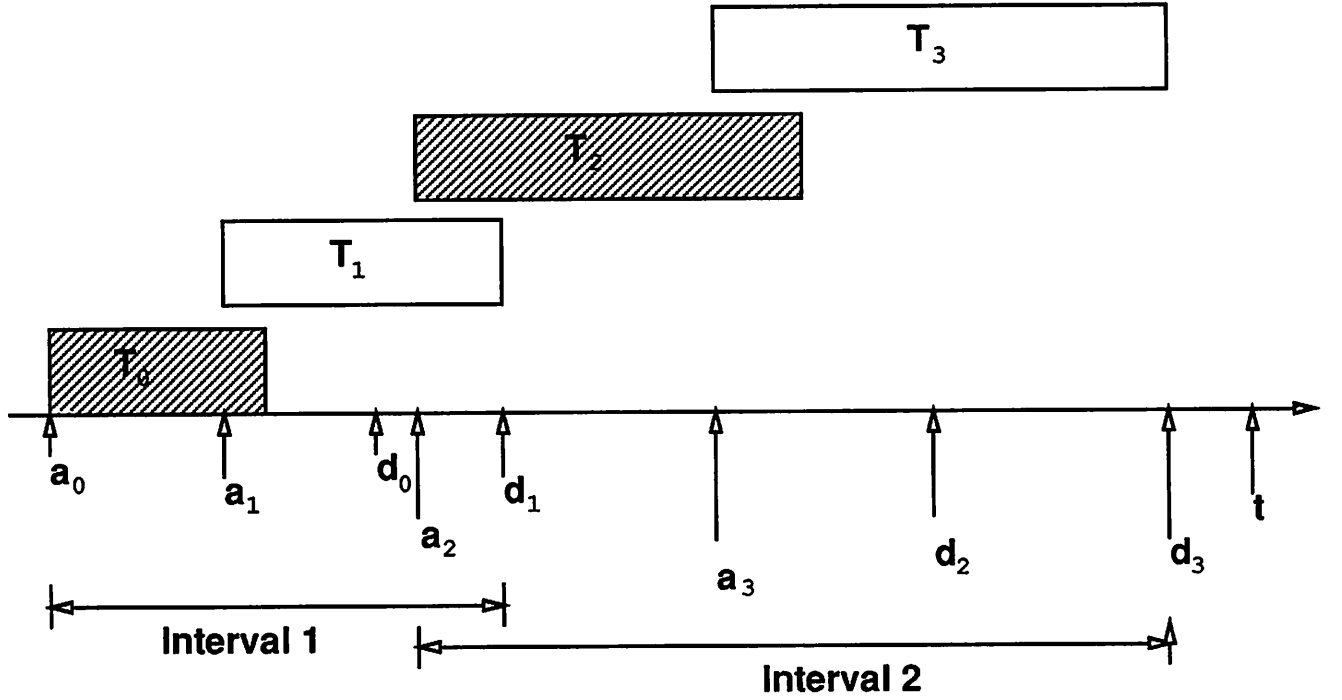 T3
T2
T1
T0
a0
a1
d0
a2
d1
a3
d2
d3
t
Interval 1
Interval 2